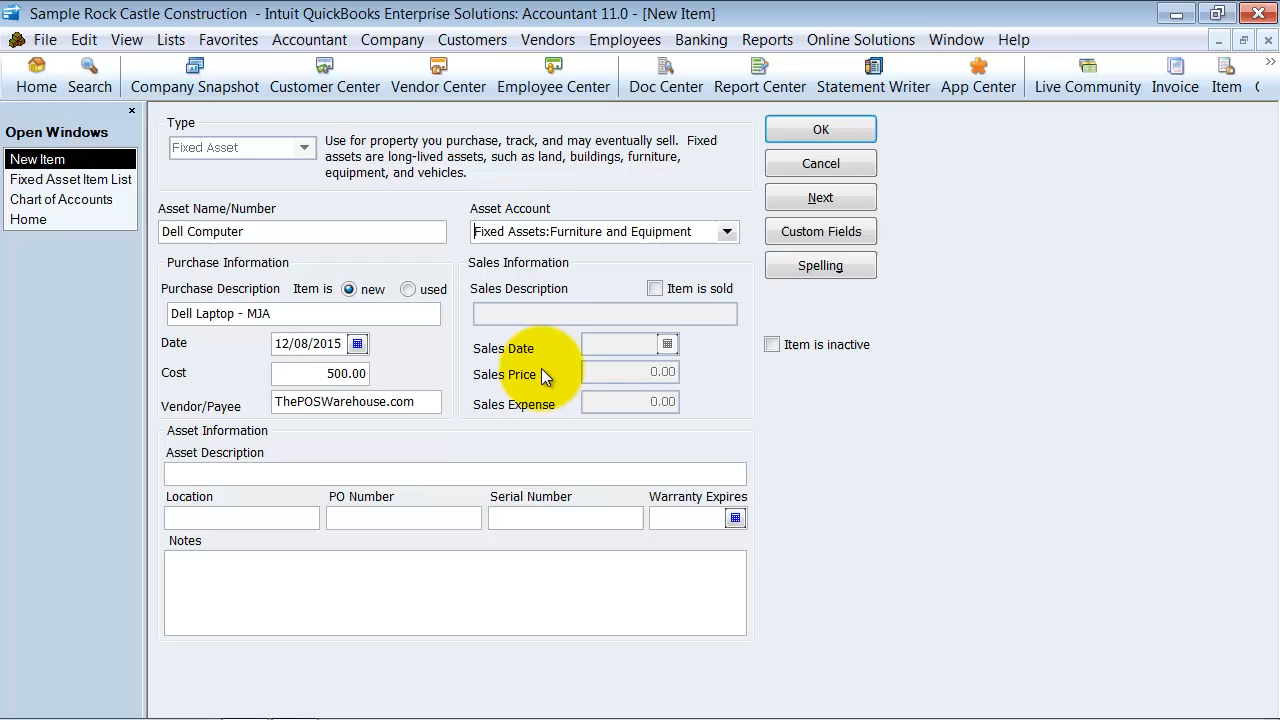 Sample Rock Castle Construction - Intuit QuickBooks Enterprise Solutions: Accountant 11.0 - [New Item]
File Edit View Lists Favorites Accountant Company Customers Vendors Employees Banking Reports Online Solutions Window Help
Home Search Company Snapshot Customer Center Vendor Center Employee Center Doc Center Report Center Statement Writer App Center Live Community Invoice Item
Open Windows
New Item
Fixed Asset Item List
Chart of Accounts
Home
Type
Fixed Asset
Use for property you purchase, track, and may eventually sell. Fixed
assets are long-lived assets, such as land, buildings, furniture,
equipment, and vehicles.
OK
Cancel
Next
Custom Fields
Spelling
Item is inactive
Asset Name/Number
Dell Computer
Asset Account
Fixed Assets:Furniture and Equipment
Purchase Information
Purchase Description Item is new used
Dell Laptop - MJA
Date 12/08/2015
Cost 500.00
Vendor/Payee ThePOSWarehouse.com
Sales Information
Sales Description Item is sold
Sales Date
Sales Price 0.00
Sales Expense 0.00
Asset Information
Asset Description
Location PO Number Serial Number Warranty Expires
Notes